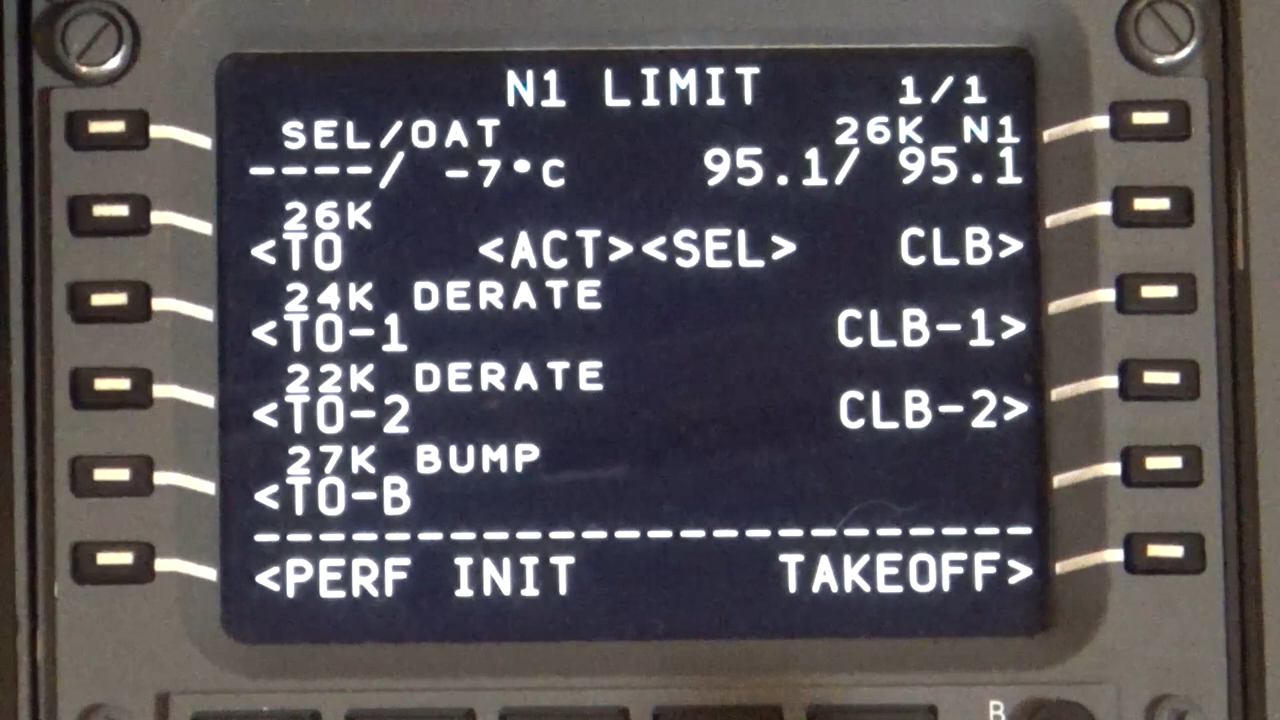 N1 LIMIT 1/1
SEL/OAT 26K N1
----/ -7°C 95.1/ 95.1
26K
<TO <ACT><SEL> CLB>
24K DERATE
<TO-1 CLB-1>
22K DERATE
<TO-2 CLB-2>
27K BUMP
<TO-B
------------------------
<PERF INIT TAKEOFF>
B